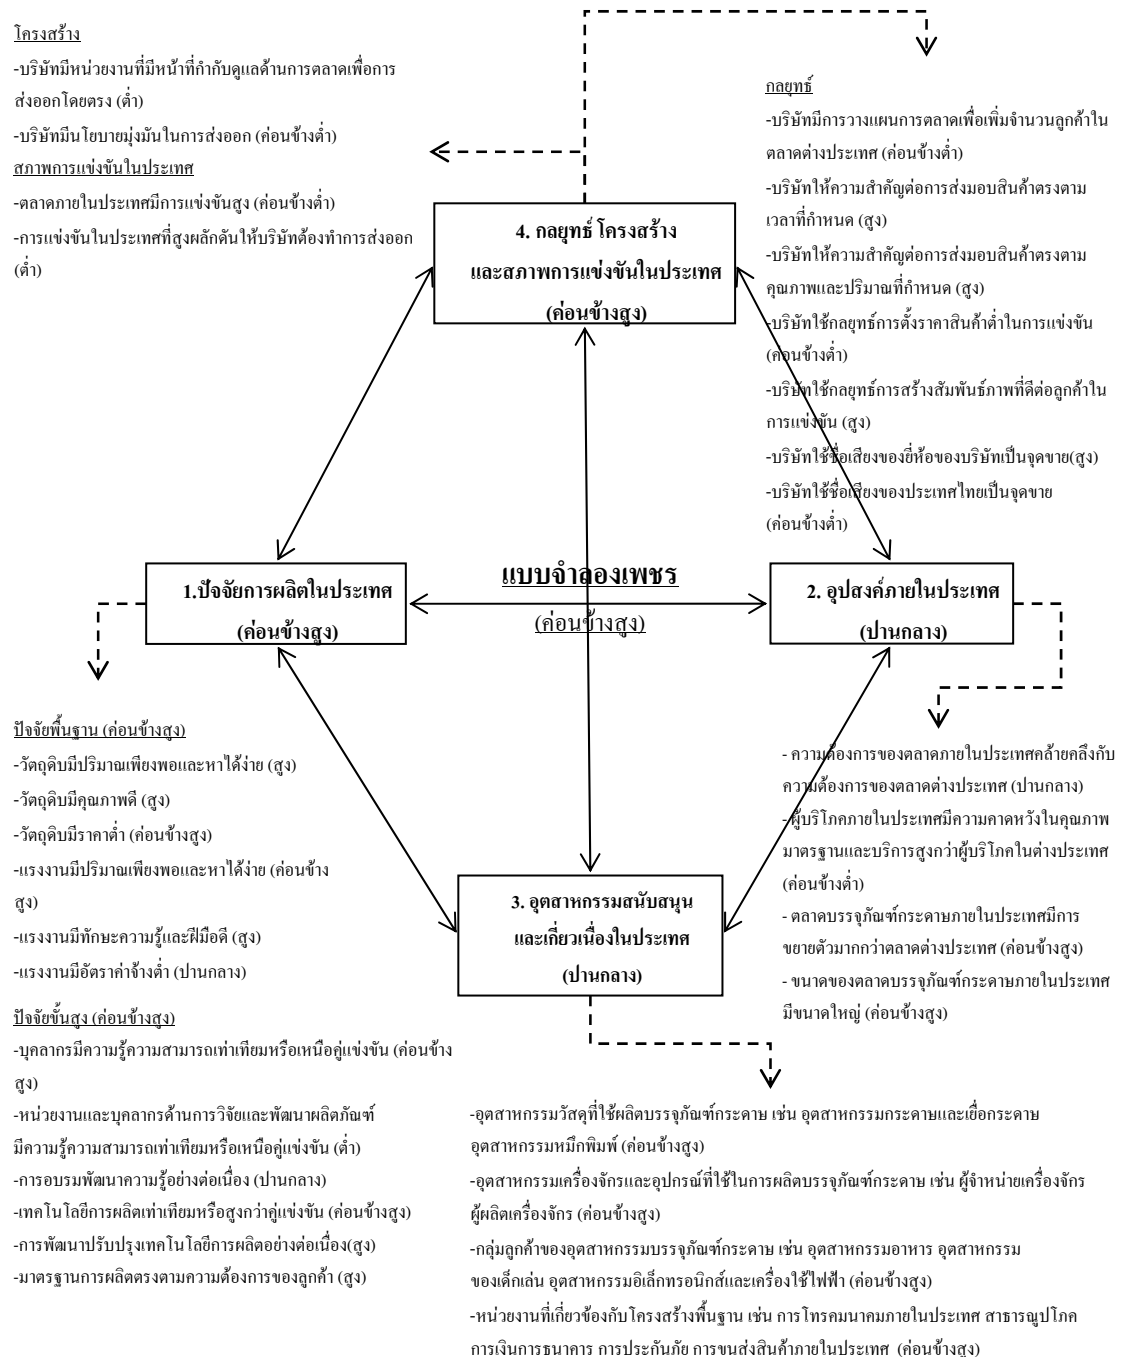 โครงสร้าง
-บริษัทมีหน่วยงานที่มีหน้าที่กำกับดูแลด้านการตลาดเพื่อการ
ส่งออกโดยตรง (ต่ำ)
-บริษัทมีนโยบายมุ่งมันในการส่งออก (ค่อนข้างต่ำ)
สภาพการแข่งขันในประเทศ
-ตลาดภายในประเทศมีการแข่งขันสูง (ค่อนข้างต่ำ)
-การแข่งขันในประเทศที่สูงผลักดันให้บริษัทต้องทำการส่งออก
(ต่ำ)
กลยุทธ์
-บริษัทมีการวางแผนการตลาดเพื่อเพิ่มจำนวนลูกค้าใน
ตลาดต่างประเทศ (ค่อนข้างต่ำ)
-บริษัทให้ความสำคัญต่อการส่งมอบสินค้าตรงตาม
เวลาที่กำหนด (สูง)
-บริษัทให้ความสำคัญต่อการส่งมอบสินค้าตรงตาม
คุณภาพและปริมาณที่กำหนด (สูง)
-บริษัทใช้กลยุทธ์การตั้งราคาสินค้าต่ำในการแข่งขัน
(ค่อนข้างต่ำ)
-บริษัทใช้กลยุทธ์การสร้างสัมพันธ์ภาพที่ดีต่อลูกค้าใน
การแข่งขัน (สูง)
-บริษัทใช้ชื่อเสียงของยี่ห้อของบริษัทเป็นจุดขาย(สูง)
-บริษัทใช้ชื่อเสียงของประเทศไทยเป็นจุดขาย
(ค่อนข้างต่ำ)
4. กลยุทธ์ โครงสร้าง
และสภาพการแข่งขันในประเทศ
(ค่อนข้างสูง)
แบบจำลองเพชร
(ค่อนข้างสูง)
1.ปัจจัยการผลิตในประเทศ
(ค่อนข้างสูง)
2. อุปสงค์ภายในประเทศ
(ปานกลาง)
3. อุตสาหกรรมสนับสนุน
และเกี่ยวเนื่องในประเทศ
(ปานกลาง)
ปัจจัยพื้นฐาน (ค่อนข้างสูง)
-วัตถุดิบมีปริมาณเพียงพอและหาได้ง่าย (สูง)
-วัตถุดิบมีคุณภาพดี (สูง)
-วัตถุดิบมีราคาต่ำ (ค่อนข้างสูง)
-แรงงานมีปริมาณเพียงพอและหาได้ง่าย (ค่อนข้าง
สูง)
-แรงงานมีทักษะความรู้และฝีมือดี (สูง)
-แรงงานมีอัตราค่าจ้างต่ำ (ปานกลาง)
ปัจจัยขั้นสูง (ค่อนข้างสูง)
-บุคลากรมีความรู้ความสามารถเท่าเทียมหรือเหนือคู่แข่งขัน (ค่อนข้าง
สูง)
-หน่วยงานและบุคลากรด้านการวิจัยและพัฒนาผลิตภัณฑ์
มีความรู้ความสามารถเท่าเทียมหรือเหนือคู่แข่งขัน (ต่ำ)
-การอบรมพัฒนาความรู้อย่างต่อเนื่อง (ปานกลาง)
-เทคโนโลยีการผลิตเท่าเทียมหรือสูงกว่าคู่แข่งขัน (ค่อนข้างสูง)
-การพัฒนาปรับปรุงเทคโนโลยีการผลิตอย่างต่อเนื่อง(สูง)
-มาตรฐานการผลิตตรงตามความต้องการของลูกค้า (สูง)
- ความต้องการของตลาดภายในประเทศคล้ายคลึงกับ
ความต้องการของตลาดต่างประเทศ (ปานกลาง)
- ผู้บริโภคภายในประเทศมีความคาดหวังในคุณภาพ
มาตรฐานและบริการสูงกว่าผู้บริโภคในต่างประเทศ
(ค่อนข้างต่ำ)
- ตลาดบรรจุภัณฑ์กระดาษภายในประเทศมีการ
ขยายตัวมากกว่าตลาดต่างประเทศ (ค่อนข้างสูง)
- ขนาดของตลาดบรรจุภัณฑ์กระดาษภายในประเทศ
มีขนาดใหญ่ (ค่อนข้างสูง)
-อุตสาหกรรมวัสดุที่ใช้ผลิตบรรจุภัณฑ์กระดาษ เช่น อุตสาหกรรมกระดาษและเยื่อกระดาษ
อุตสาหกรรมหมึกพิมพ์ (ค่อนข้างสูง)
-อุตสาหกรรมเครื่องจักรและอุปกรณ์ที่ใช้ในการผลิตบรรจุภัณฑ์กระดาษ เช่น ผู้จำหน่ายเครื่องจักร
ผู้ผลิตเครื่องจักร (ค่อนข้างสูง)
-กลุ่มลูกค้าของอุตสาหกรรมบรรจุภัณฑ์กระดาษ เช่น อุตสาหกรรมอาหาร อุตสาหกรรม
ของเด็กเล่น อุตสาหกรรมอิเล็กทรอนิกส์และเครื่องใช้ไฟฟ้า (ค่อนข้างสูง)
-หน่วยงานที่เกี่ยวข้องกับโครงสร้างพื้นฐาน เช่น การโทรคมนาคมภายในประเทศ สาธารณูปโภค
การเงินการธนาคาร การประกันภัย การขนส่งสินค้าภายในประเทศ (ค่อนข้างสูง)